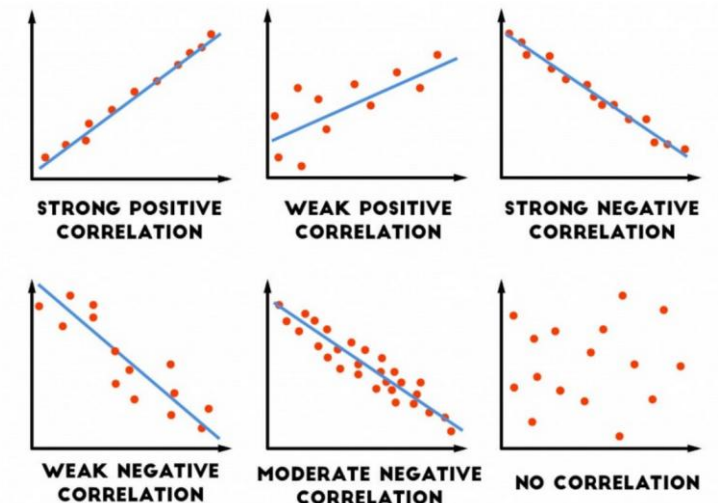 STRONG POSITIVE
CORRELATION
WEAK POSITIVE
CORRELATION
STRONG NEGATIVE
CORRELATION
WEAK NEGATIVE
CORRELATION
MODERATE NEGATIVE
CORRELATION
NO CORRELATION